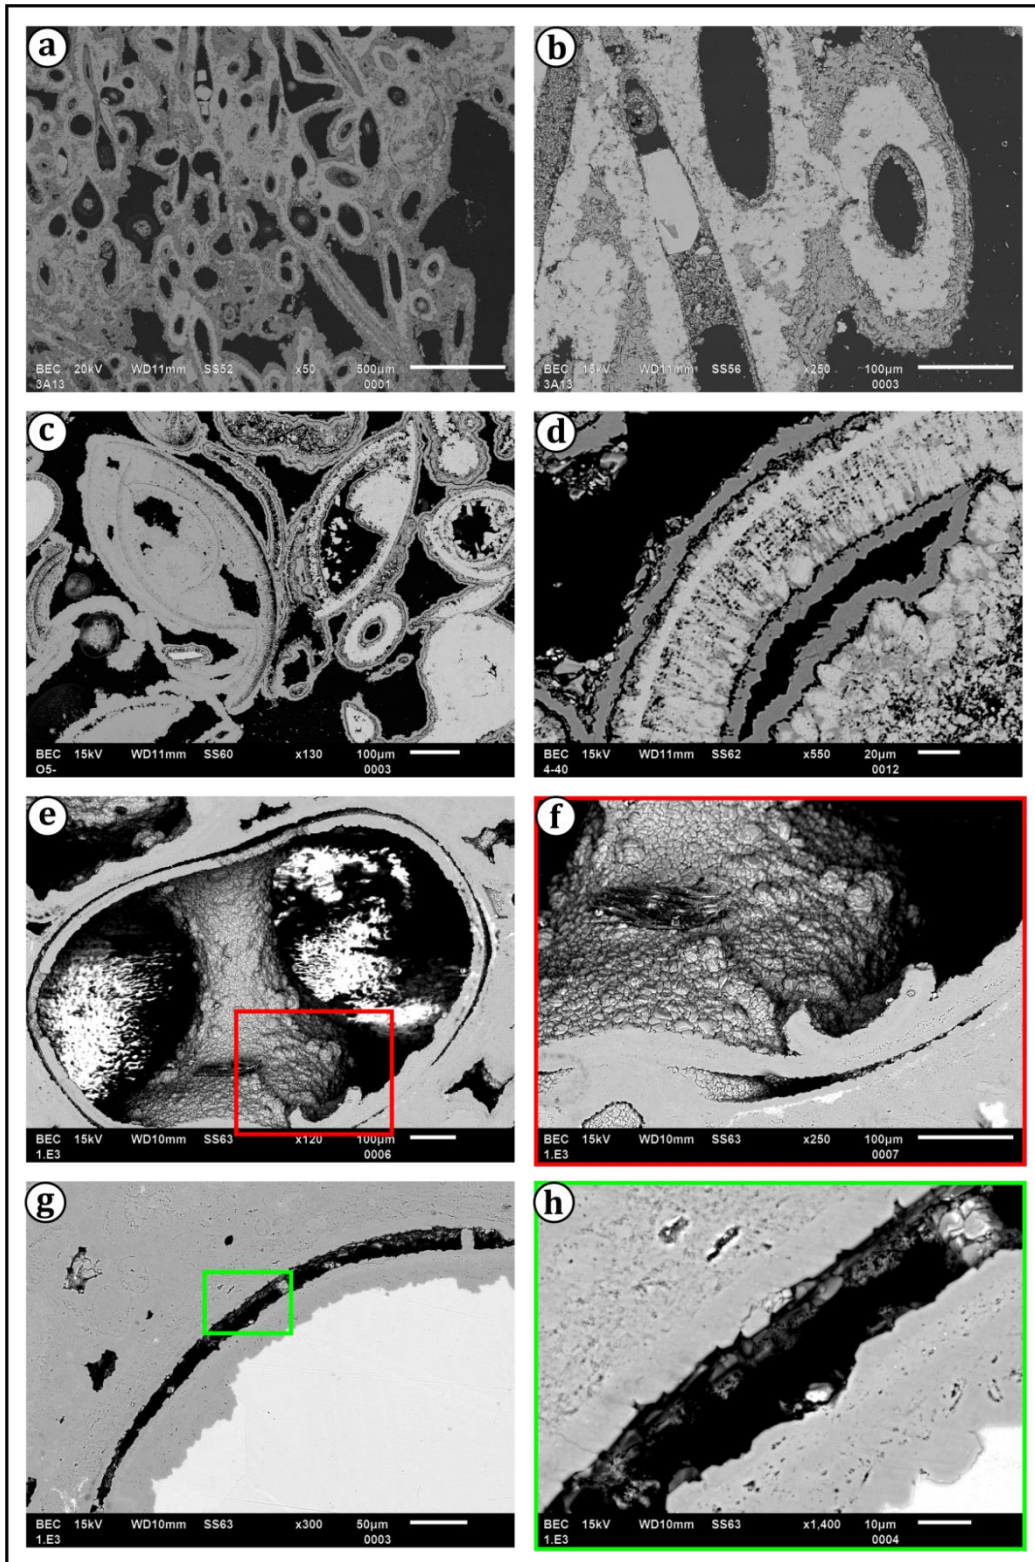 a
BEC 20kV WD11mm SS52 x50 500µm
3A13 0001
b
BEC 15kV WD11mm SS56 x250 100µm
3A13 0003
c
BEC 15kV WD11mm SS60 x130 100µm
O5- 0003
d
BEC 15kV WD11mm SS62 x550 20µm
4-40 0012
e
BEC 15kV WD10mm SS63 x120 100µm
1.E3 0006
f
BEC 15kV WD10mm SS63 x250 100µm
1.E3 0007
g
BEC 15kV WD10mm SS63 x300 50µm
1.E3 0003
h
BEC 15kV WD10mm SS63 x1,400 10µm
1.E3 0004